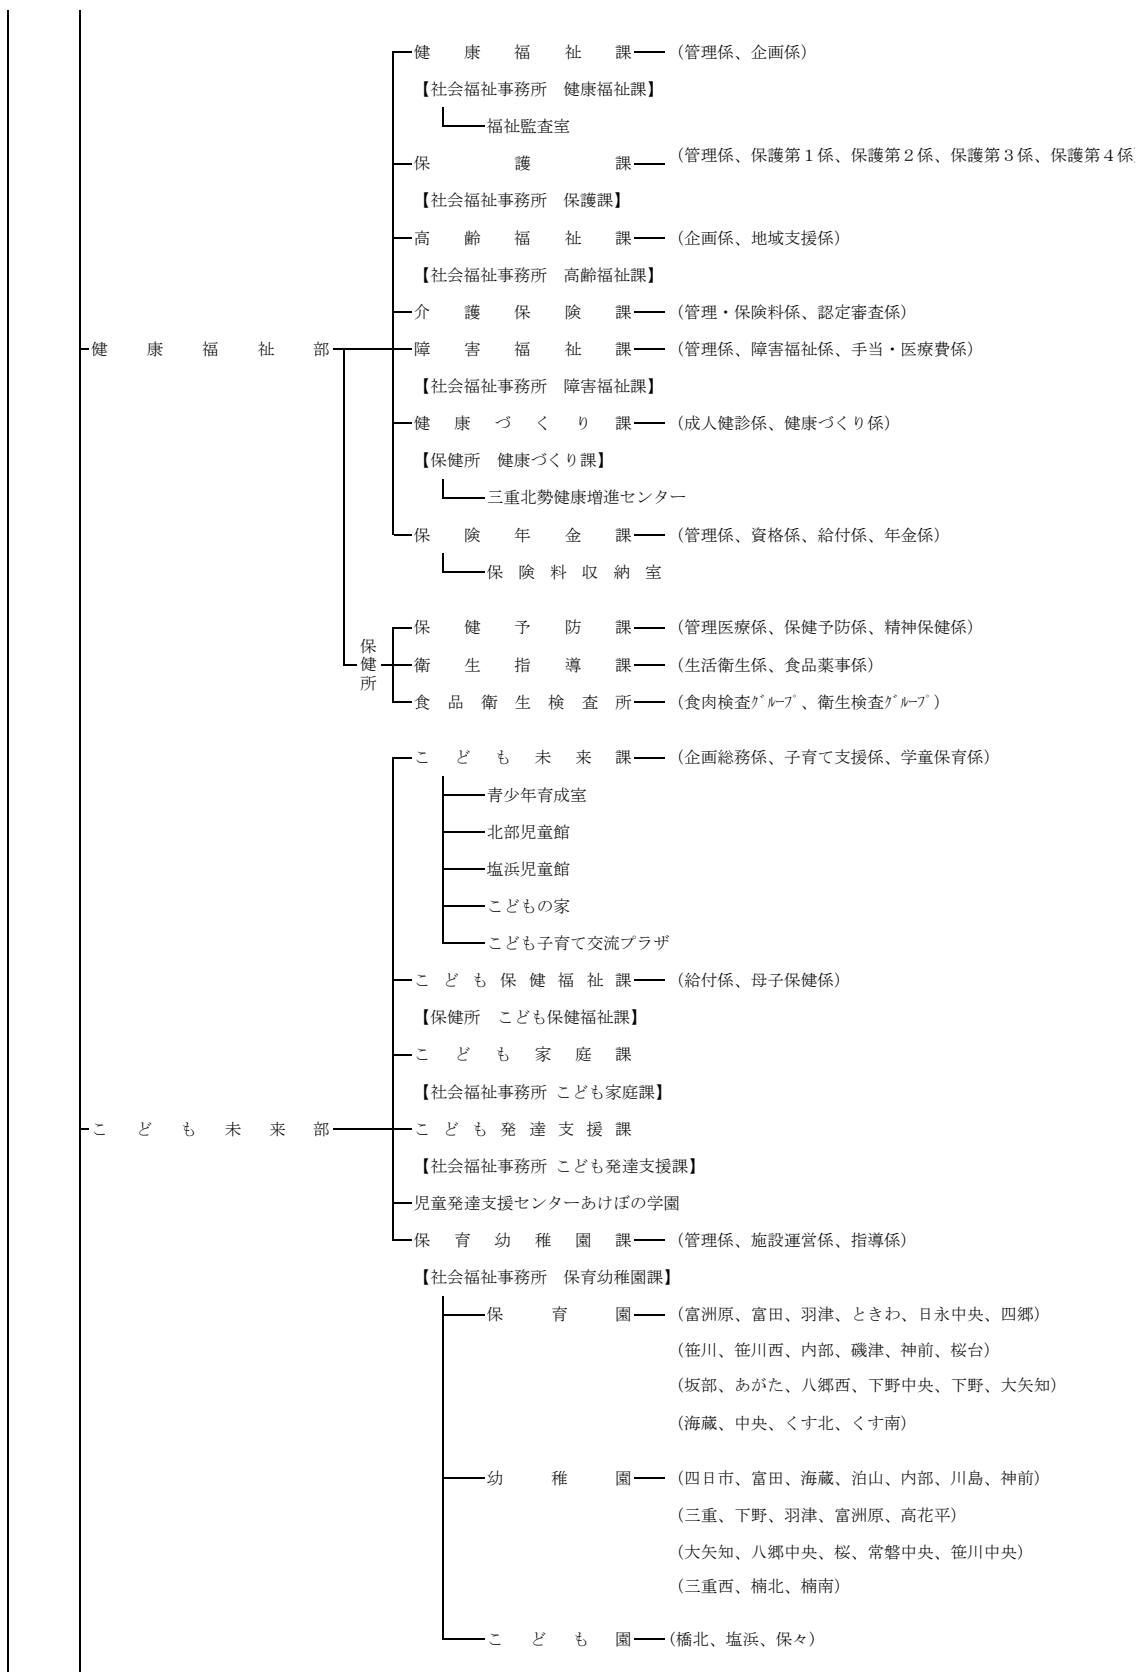 健康福祉課 (管理係、企画係)
【社会福祉事務所 健康福祉課】
福祉監査室
保護課 (管理係、保護第１係、保護第２係、保護第３係、保護第４係)
【社会福祉事務所 保護課】
高齢福祉課 (企画係、地域支援係)
【社会福祉事務所 高齢福祉課】
介護保険課 (管理・保険料係、認定審査係)
健康福祉部 障害福祉課 (管理係、障害福祉係、手当・医療費係)
【社会福祉事務所 障害福祉課】
健康づくり課 (成人健診係、健康づくり係)
【保健所 健康づくり課】
三重北勢健康増進センター
保険年金課 (管理係、資格係、給付係、年金係)
保険料収納室
保健予防課 (管理医療係、保健予防係、精神保健係)
保健所 衛生指導課 (生活衛生係、食品薬事係)
食品衛生検査所 (食肉検査ｸﾞﾙｰﾌﾟ、衛生検査ｸﾞﾙｰﾌﾟ)
こども未来課 (企画総務係、子育て支援係、学童保育係)
青少年育成室
北部児童館
塩浜児童館
こどもの家
こども子育て交流プラザ
こども保健福祉課 (給付係、母子保健係)
【保健所 こども保健福祉課】
こども家庭課
【社会福祉事務所 こども家庭課】
こども未来部 こども発達支援課
【社会福祉事務所 こども発達支援課】
児童発達支援センターあけぼの学園
保育幼稚園課 (管理係、施設運営係、指導係)
【社会福祉事務所 保育幼稚園課】
保育園 (富洲原、富田、羽津、ときわ、日永中央、四郷)
(笹川、笹川西、内部、磯津、神前、桜台)
(坂部、あがた、八郷西、下野中央、下野、大矢知)
(海蔵、中央、くす北、くす南)
幼稚園 (四日市、富田、海蔵、泊山、内部、川島、神前)
(三重、下野、羽津、富洲原、高花平)
(大矢知、八郷中央、桜、常磐中央、笹川中央)
(三重西、楠北、楠南)
こども園 (橋北、塩浜、保々)